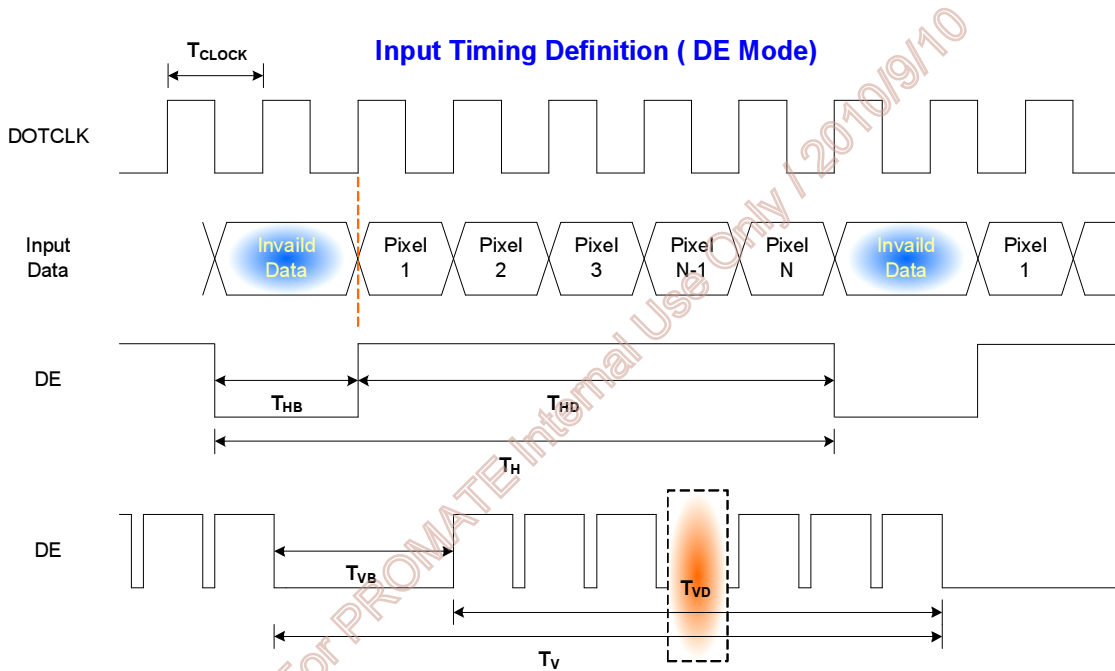 Input Timing Definition ( DE Mode)
TCLOCK
DOTCLK
Input
Data
Invaild
Data
Pixel
1
Pixel
2
Pixel
3
Pixel
N-1
Pixel
N
Invaild
Data
Pixel
1
DE
THB
THD
TH
DE
TVB
TVD
TV
For PROMATE Internal Use Only / 2010/9/10